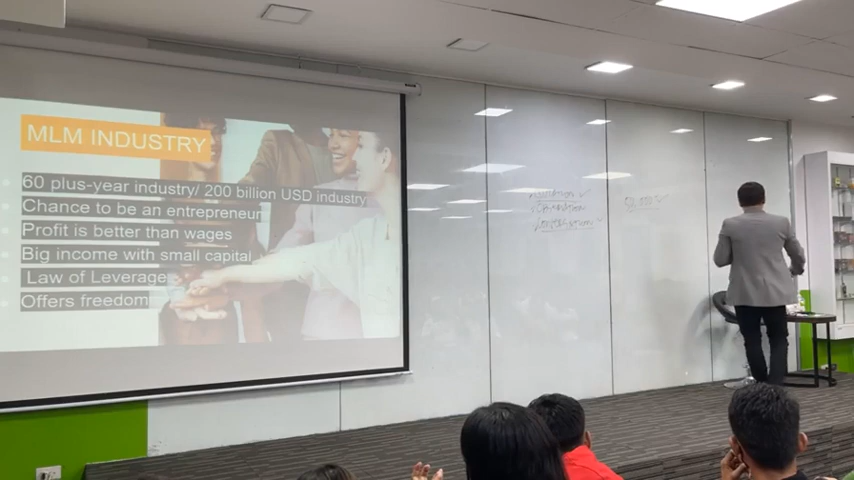 MLM INDUSTRY
60 plus-year industry/ 200 billion USD industry
Chance to be an entrepreneur
Profit is better than wages
Big income with small capital
Law of Leverage
Offers freedom